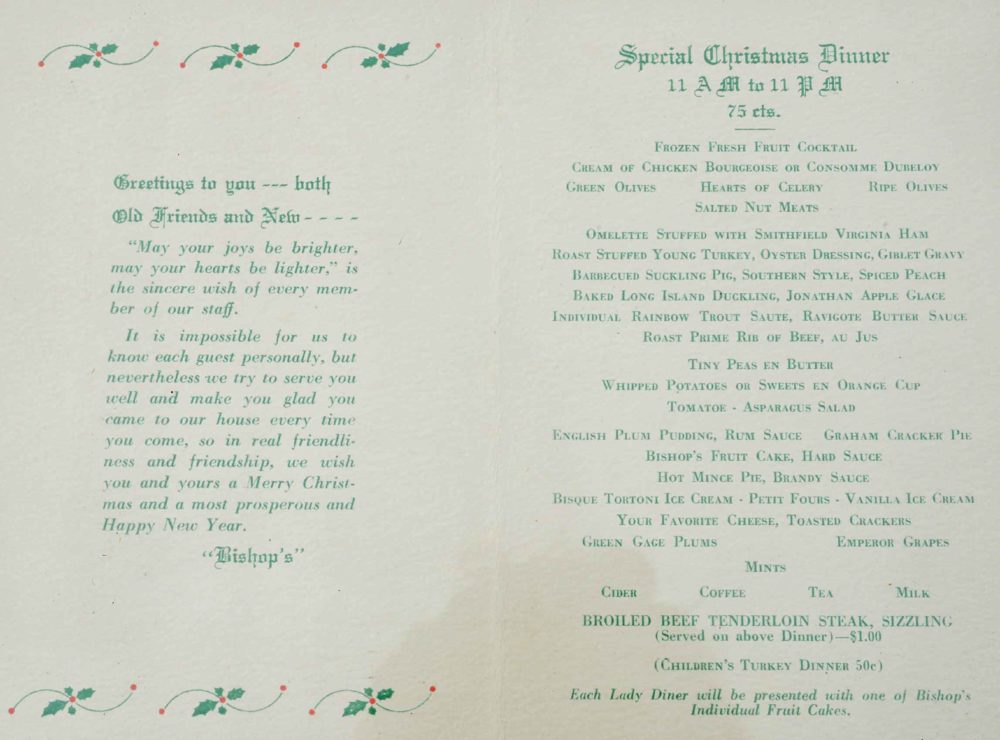 Greetings to you --- both
Old Friends and New - - - -
"May your joys be brighter,
may your hearts be lighter," is
the sincere wish of every mem-
ber of our staff.
It is impossible for us to
know each guest personally, but
nevertheless we try to serve you
well and make you glad you
came to our house every time
you come, so in real friendli-
ness and friendship, we wish
you and yours a Merry Christ-
mas and a most prosperous and
Happy New Year.
"Bishop's"
Special Christmas Dinner
11 A M to 11 P M
75 cts.
Frozen Fresh Fruit Cocktail
Cream of Chicken Bourgeoise or Consomme Dubeloy
Green Olives Hearts of Celery Ripe Olives
Salted Nut Meats
Omelette Stuffed with Smithfield Virginia Ham
Roast Stuffed Young Turkey, Oyster Dressing, Giblet Gravy
Barbecued Suckling Pig, Southern Style, Spiced Peach
Baked Long Island Duckling, Jonathan Apple Glace
Individual Rainbow Trout Saute, Ravigote Butter Sauce
Roast Prime Rib of Beef, au Jus
Tiny Peas en Butter
Whipped Potatoes or Sweets en Orange Cup
Tomatoe - Asparagus Salad
English Plum Pudding, Rum Sauce Graham Cracker Pie
Bishop's Fruit Cake, Hard Sauce
Hot Mince Pie, Brandy Sauce
Bisque Tortoni Ice Cream - Petit Fours - Vanilla Ice Cream
Your Favorite Cheese, Toasted Crackers
Green Gage Plums Emperor Grapes
Mints
Cider Coffee Tea Milk
BROILED BEEF TENDERLOIN STEAK, SIZZLING
(Served on above Dinner)—$1.00
(Children's Turkey Dinner 50c)
Each Lady Diner will be presented with one of Bishop's
Individual Fruit Cakes.